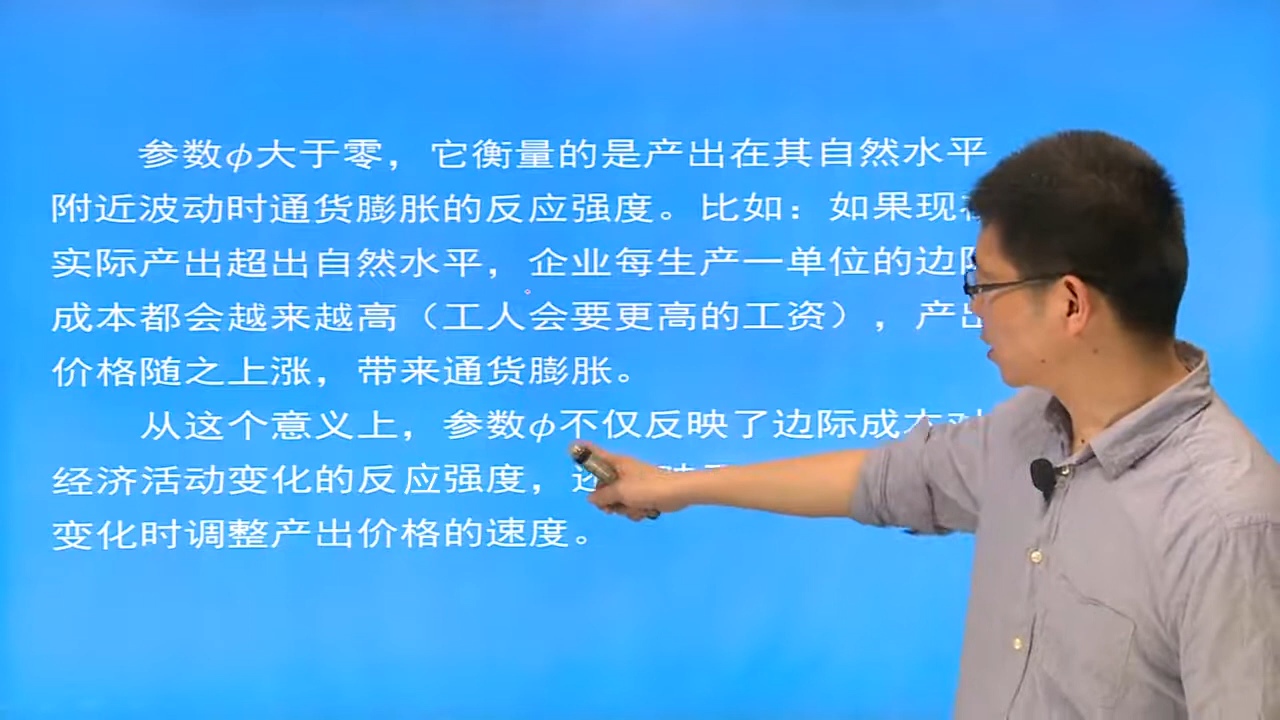 参数ϕ大于零，它衡量的是产出在其自然水平
附近波动时通货膨胀的反应强度。比如：如果现
实际产出超出自然水平，企业每生产一单位的边
成本都会越来越高（工人会要更高的工资），产
价格随之上涨，带来通货膨胀。
从这个意义上，参数ϕ不仅反映了边际成本对
经济活动变化的反应强度，
变化时调整产出价格的速度。